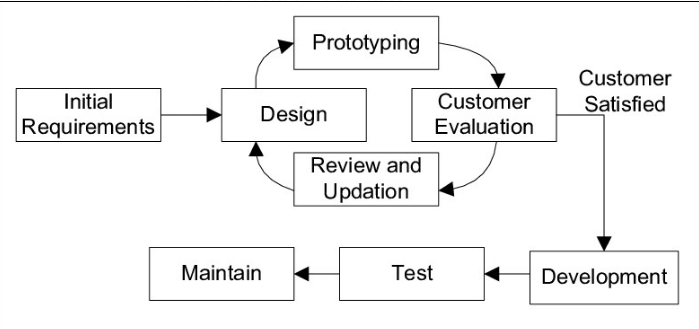 Prototyping
Customer
Satisfied
Initial
Requirements
Design
Customer
Evaluation
Review and
Updation
Maintain
Test
Development